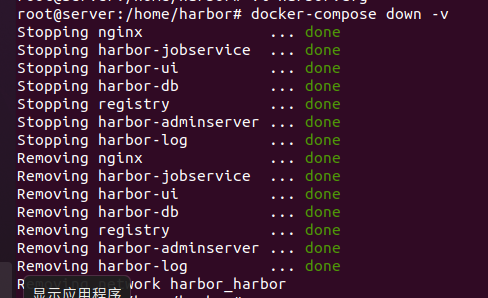 root@server:/home/harbor# docker-compose down -v
Stopping nginx ... done
Stopping harbor-jobservice ... done
Stopping harbor-ui ... done
Stopping harbor-db ... done
Stopping registry ... done
Stopping harbor-adminserver ... done
Stopping harbor-log ... done
Removing nginx ... done
Removing harbor-jobservice ... done
Removing harbor-ui ... done
Removing harbor-db ... done
Removing registry ... done
Removing harbor-adminserver ... done
Removing harbor-log ... done
network harbor_harbor
显示应用程序